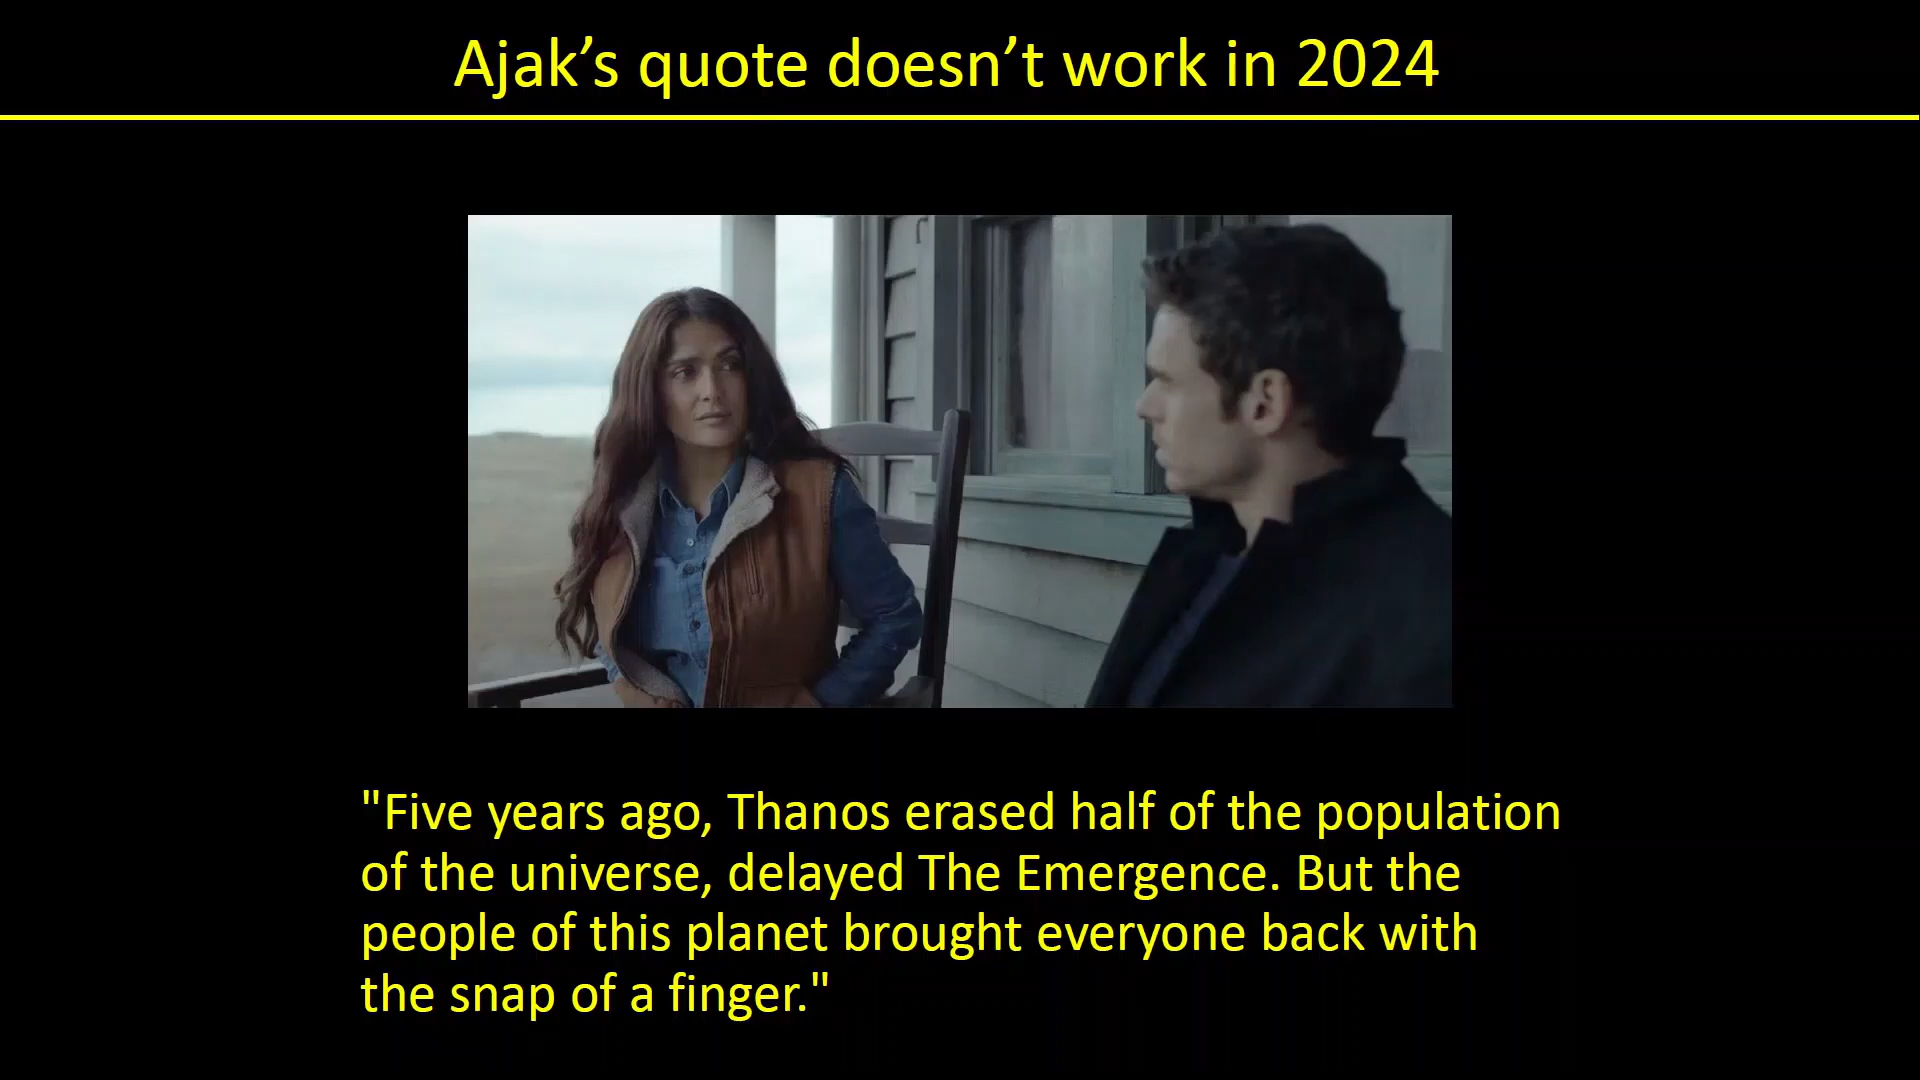 Ajak’s quote doesn’t work in 2024
"Five years ago, Thanos erased half of the population
of the universe, delayed The Emergence. But the
people of this planet brought everyone back with
the snap of a finger."